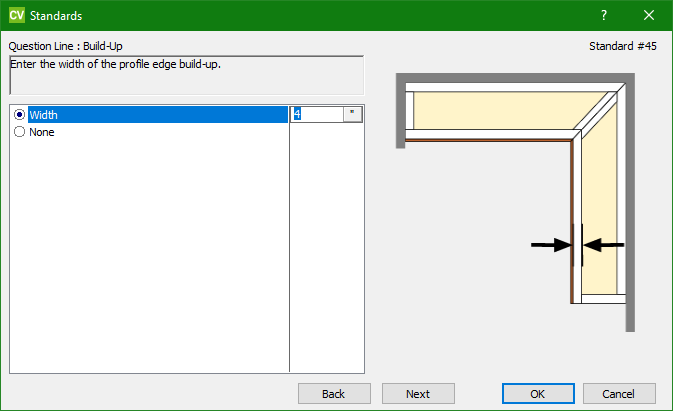 CV Standards ?
Question Line : Build-Up Standard #45
Enter the width of the profile edge build-up.
Width 4 "
None
Back Next OK Cancel